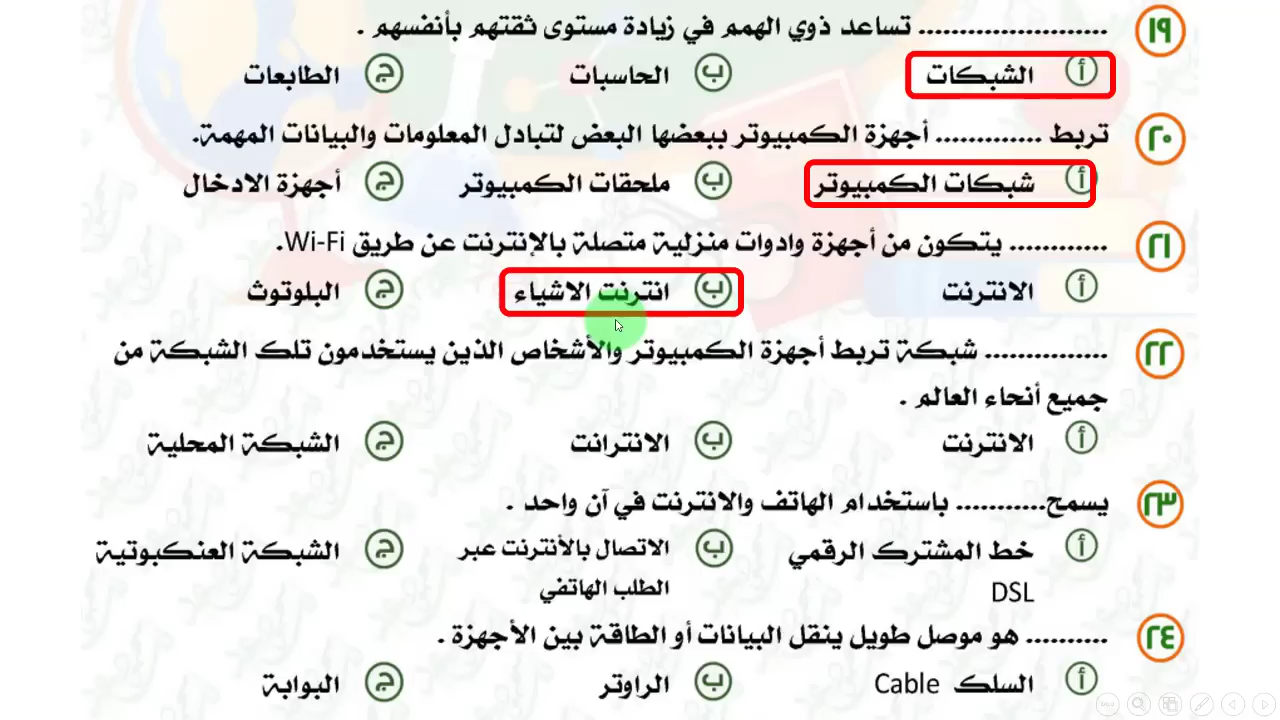 ١٩ ....................... تساعد ذوي الهمم في زيادة مستوى ثقتهم بأنفسهم .
أ الشبكات ب الحاسبات ج الطابعات
٢٠ تربط ............. أجهزة الكمبيوتر ببعضها البعض لتبادل المعلومات والبيانات المهمة.
أ شبكات الكمبيوتر ب ملحقات الكمبيوتر ج أجهزة الادخال
٢١ ............ يتكون من أجهزة وادوات منزلية متصلة بالإنترنت عن طريق Wi-Fi.
أ الانترنت ب انترنت الاشياء ج البلوتوث
٢٢ ............... شبكة تربط أجهزة الكمبيوتر والأشخاص الذين يستخدمون تلك الشبكة من
جميع أنحاء العالم .
أ الانترنت ب الانترانت ج الشبكة المحلية
٢٣ يسمح........... باستخدام الهاتف والانترنت في آن واحد .
أ خط المشترك الرقمي ب الاتصال بالأنترنت عبر ج الشبكة العنكبوتية
DSL الطلب الهاتفي
٢٤ .......... هو موصل طويل ينقل البيانات أو الطاقة بين الأجهزة .
أ السلك Cable ب الراوتر ج البوابة